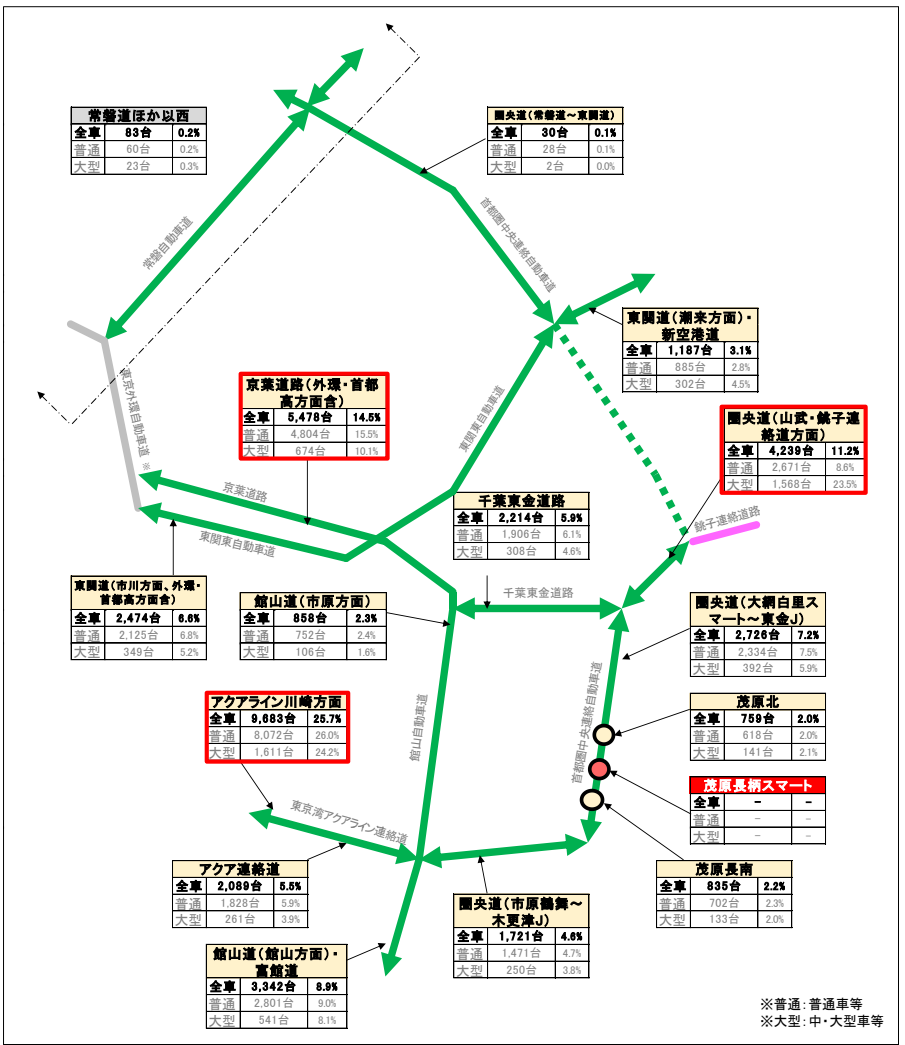 常磐道ほか以西
全車 83台 0.2%
普通 60台 0.2%
大型 23台 0.3%
圏央道(常磐道～東関道)
全車 30台 0.1%
普通 28台 0.1%
大型 2台 0.0%
常磐自動車道
首都圏中央連絡自動車道
東関道(潮来方面)・
新空港道
全車 1,187台 3.1%
普通 885台 2.8%
大型 302台 4.5%
東京外環自動車道 ※
京葉道路(外環・首都
高方面含)
全車 5,478台 14.5%
普通 4,804台 15.5%
大型 674台 10.1%
東関東自動車道
圏央道(山武・銚子連
絡道方面)
全車 4,239台 11.2%
普通 2,671台 8.6%
大型 1,568台 23.5%
京葉道路
東関東自動車道
千葉東金道路
全車 2,214台 5.9%
普通 1,906台 6.1%
大型 308台 4.6%
銚子連絡道路
東関道(市川方面、外環・
首都高方面含)
全車 2,474台 6.6%
普通 2,125台 6.8%
大型 349台 5.2%
館山道(市原方面)
全車 858台 2.3%
普通 752台 2.4%
大型 106台 1.6%
千葉東金道路
圏央道(大網白里ス
マート～東金J)
全車 2,726台 7.2%
普通 2,334台 7.5%
大型 392台 5.9%
アクアライン川崎方面
全車 9,683台 25.7%
普通 8,072台 26.0%
大型 1,611台 24.2%
館山自動車道
首都圏中央連絡自動車道
茂原北
全車 759台 2.0%
普通 618台 2.0%
大型 141台 2.1%
茂原長柄スマート
全車 － －
普通 － －
大型 － －
東京湾アクアライン連絡道
アクア連絡道
全車 2,089台 5.5%
普通 1,828台 5.9%
大型 261台 3.9%
圏央道(市原鶴舞～
木更津J)
全車 1,721台 4.6%
普通 1,471台 4.7%
大型 250台 3.8%
茂原長南
全車 835台 2.2%
普通 702台 2.3%
大型 133台 2.0%
館山道(館山方面)・
富館道
全車 3,342台 8.9%
普通 2,801台 9.0%
大型 541台 8.1%
※普通:普通車等
※大型:中・大型車等